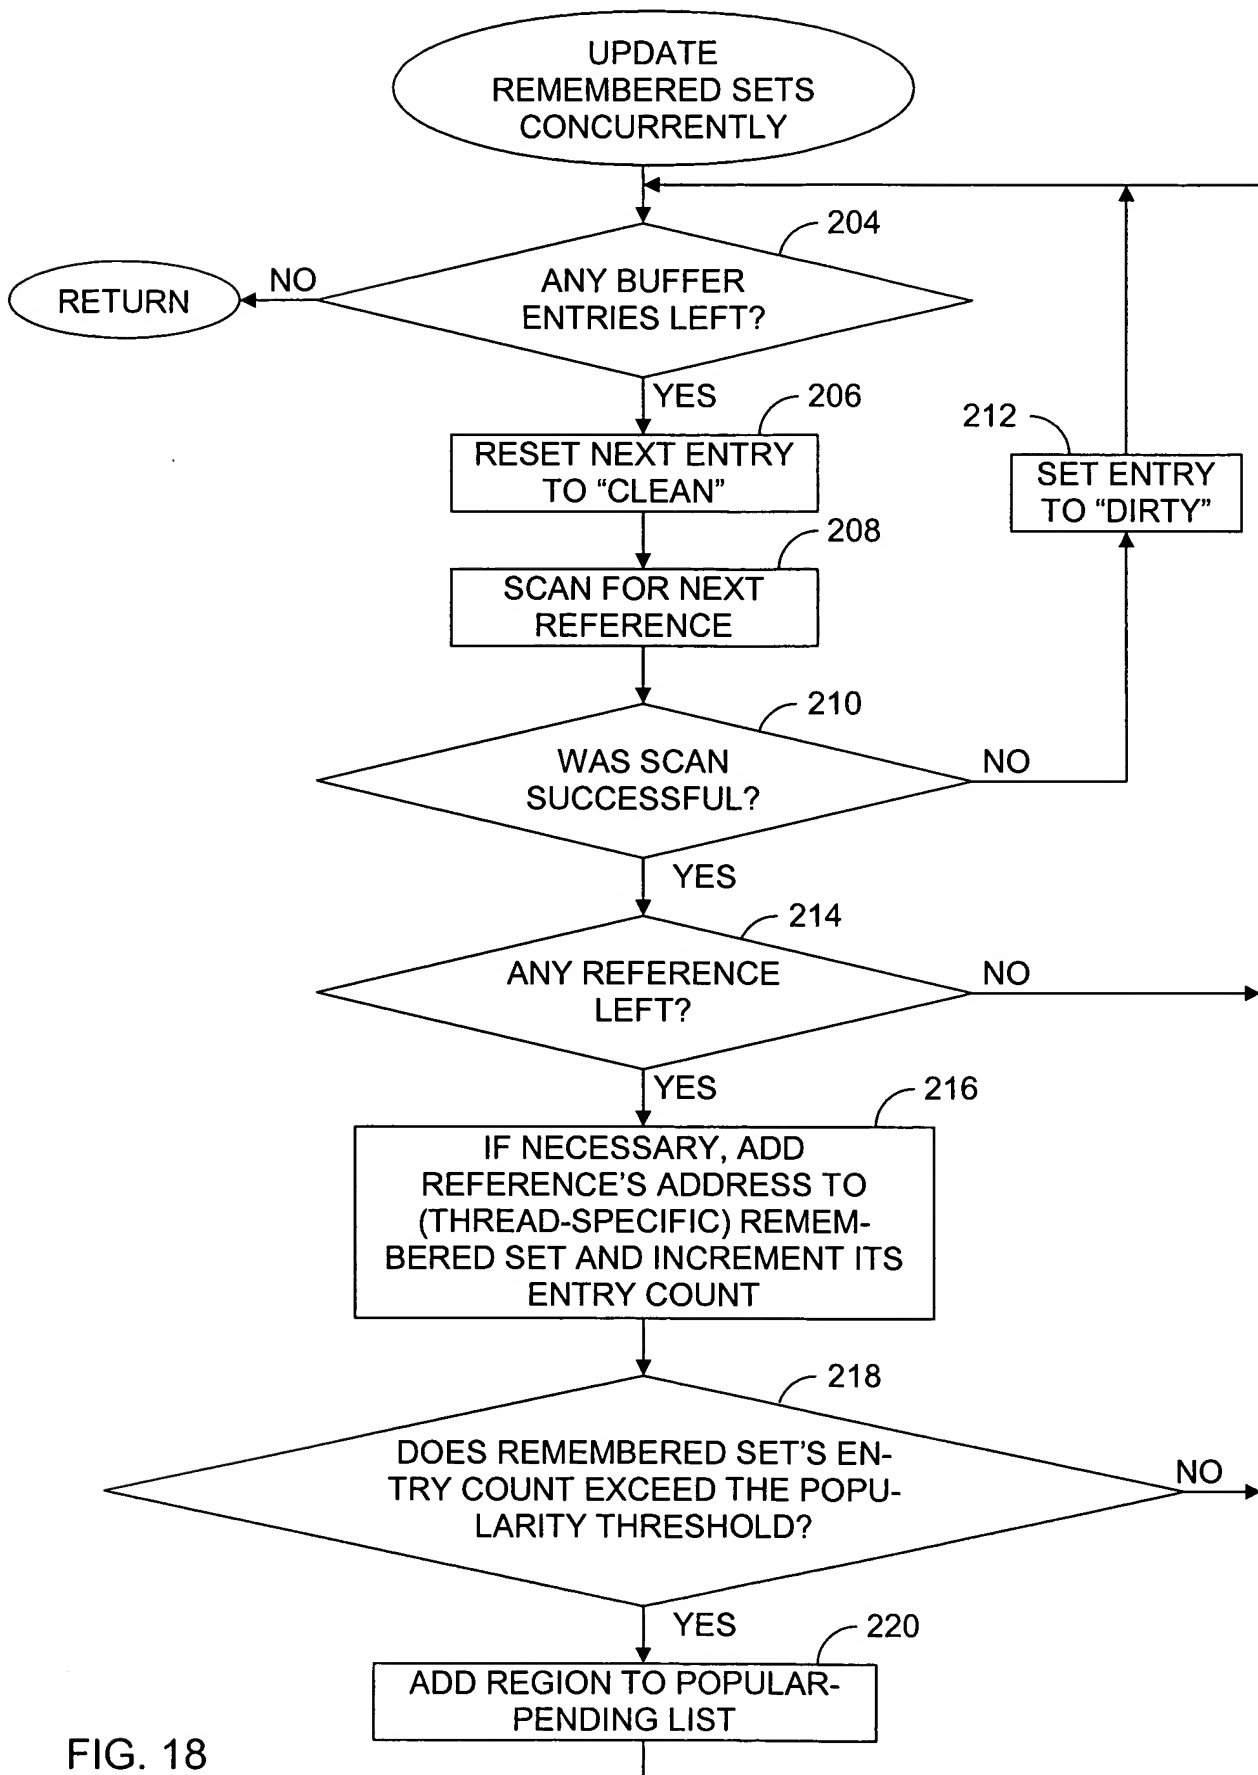 UPDATE
REMEMBERED SETS
CONCURRENTLY
204
ANY BUFFER
ENTRIES LEFT?
NO
RETURN
YES
206
RESET NEXT ENTRY
TO “CLEAN”
212
SET ENTRY
TO “DIRTY”
208
SCAN FOR NEXT
REFERENCE
210
WAS SCAN
SUCCESSFUL?
NO
YES
214
ANY REFERENCE
LEFT?
NO
YES
216
IF NECESSARY, ADD
REFERENCE'S ADDRESS TO
(THREAD-SPECIFIC) REMEM-
BERED SET AND INCREMENT ITS
ENTRY COUNT
218
DOES REMEMBERED SET'S EN-
TRY COUNT EXCEED THE POPU-
LARITY THRESHOLD?
NO
YES
220
ADD REGION TO POPULAR-
PENDING LIST
FIG. 18